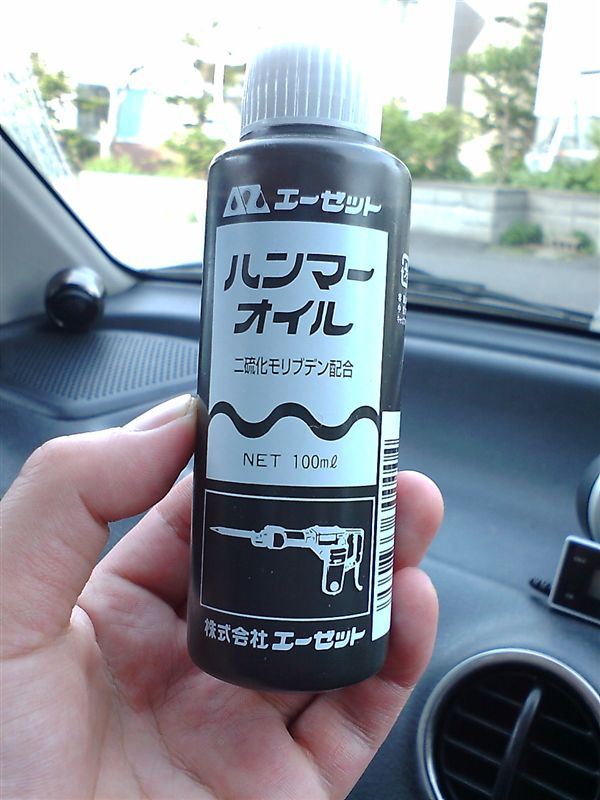 エーゼット
ハンマー
オイル
二硫化モリブデン配合
NET 100mℓ
株式会社 エーゼット